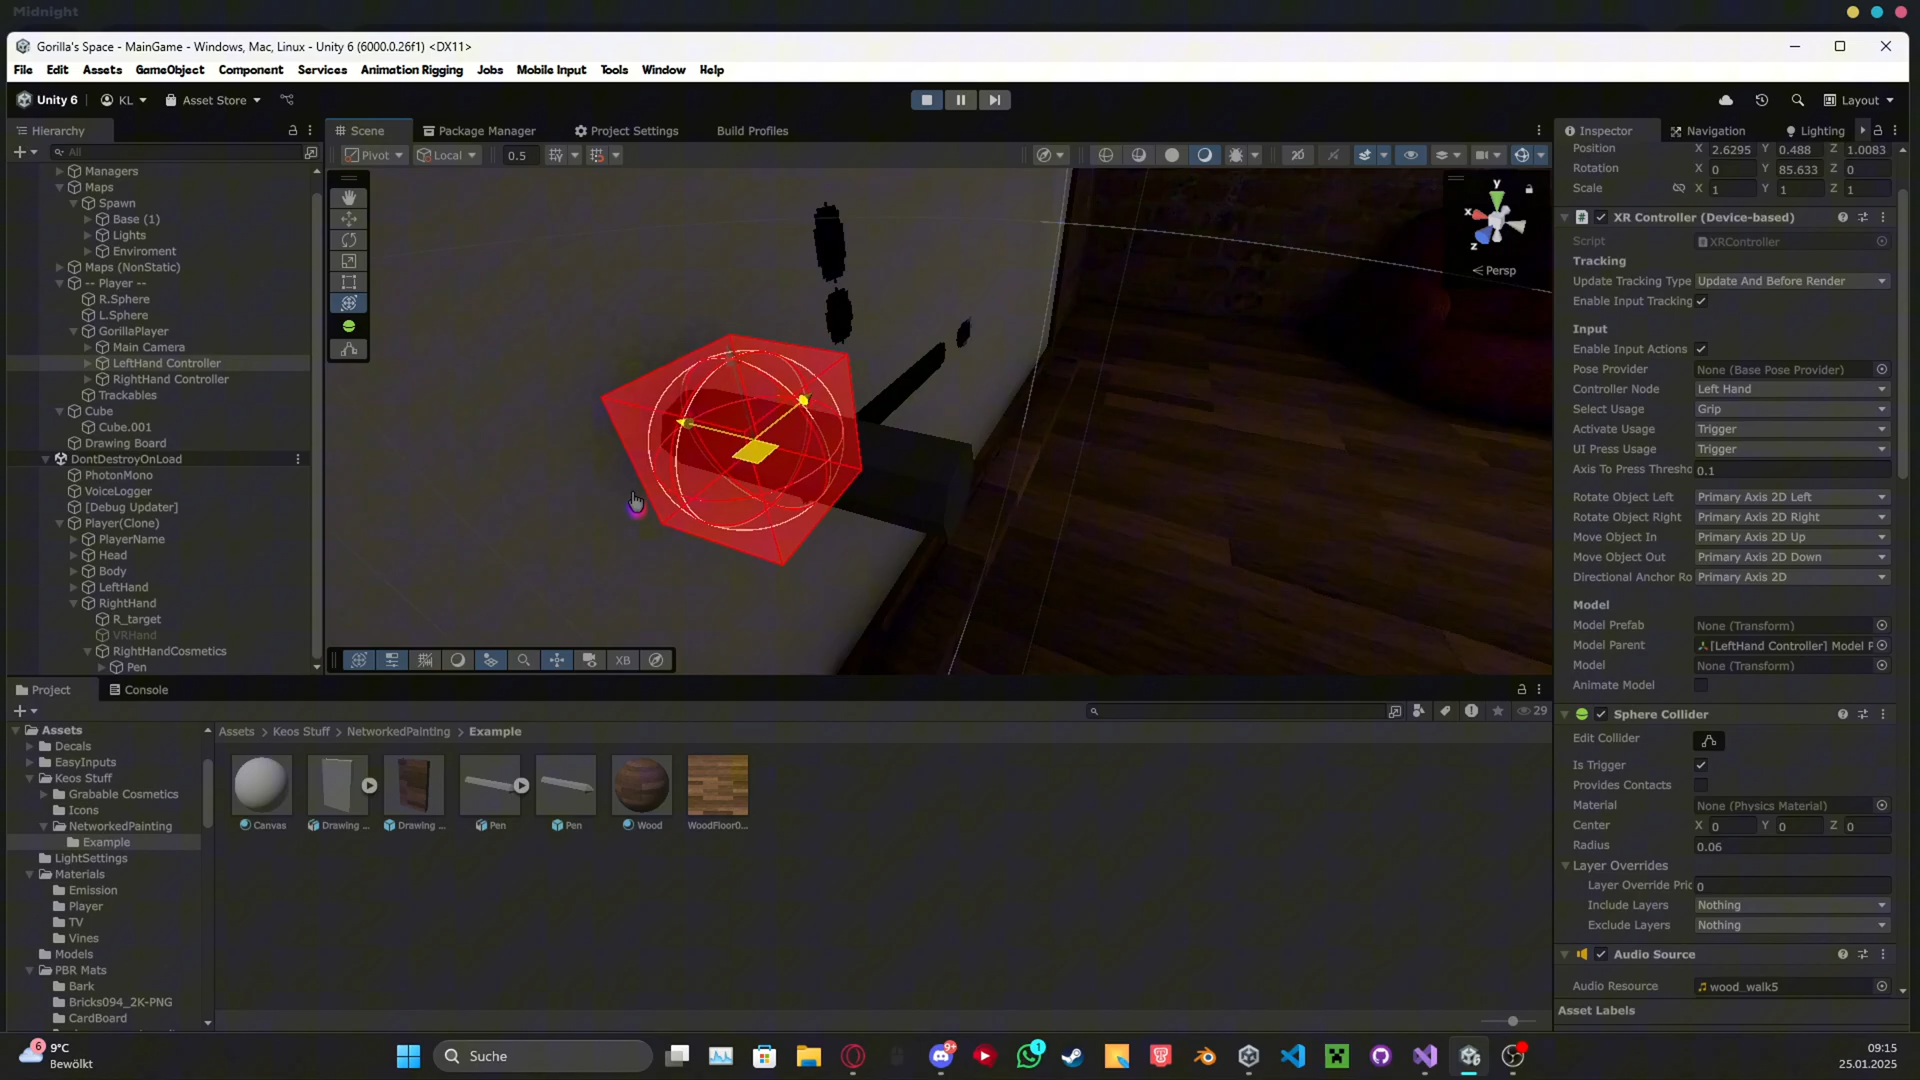 Midnight
Gorilla's Space - MainGame - Windows, Mac, Linux - Unity 6 (6000.0.26f1) <DX11>
File Edit Assets GameObject Component Services Animation Rigging Jobs Mobile Input Tools Window Help
Unity 6 KL Asset Store Layout
Hierarchy
All
Managers
Maps
Spawn
Base (1)
Lights
Enviroment
Maps (NonStatic)
-- Player --
R.Sphere
L.Sphere
GorillaPlayer
Main Camera
LeftHand Controller
RightHand Controller
Trackables
Cube
Cube.001
Drawing Board
DontDestroyOnLoad
PhotonMono
VoiceLogger
[Debug Updater]
Player(Clone)
PlayerName
Head
Body
LeftHand
RightHand
R_target
VRHand
RightHandCosmetics
Pen
Scene Package Manager Project Settings Build Profiles
Pivot Local 0.5 2D
Y
X
Z
Persp
XB
Inspector Navigation Lighting
Position X 2.6295 Y 0.488 Z 1.0083
Rotation X 0 Y 85.633 Z 0
Scale X 1 Y 1 Z 1
XR Controller (Device-based)
Script XRController
Tracking
Update Tracking Type Update And Before Render
Enable Input Tracking
Input
Enable Input Actions
Pose Provider None (Base Pose Provider)
Controller Node Left Hand
Select Usage Grip
Activate Usage Trigger
UI Press Usage Trigger
Axis To Press Thresho 0.1
Rotate Object Left Primary Axis 2D Left
Rotate Object Right Primary Axis 2D Right
Move Object In Primary Axis 2D Up
Move Object Out Primary Axis 2D Down
Directional Anchor Ro Primary Axis 2D
Model
Model Prefab None (Transform)
Model Parent [LeftHand Controller] Model P
Model None (Transform)
Animate Model
Sphere Collider
Edit Collider
Is Trigger
Provides Contacts
Material None (Physics Material)
Center X 0 Y 0 Z 0
Radius 0.06
Layer Overrides
Layer Override Pric 0
Include Layers Nothing
Exclude Layers Nothing
Audio Source
Audio Resource wood_walk5
Asset Labels
Project Console
29
Assets
Decals
EasyInputs
Keos Stuff
Grabable Cosmetics
Icons
NetworkedPainting
Example
LightSettings
Materials
Emission
Player
TV
Vines
Models
PBR Mats
Bark
Bricks094_2K-PNG
CardBoard
Assets > Keos Stuff > NetworkedPainting > Example
Canvas Drawing ... Drawing ... Pen Pen Wood WoodFloor0...
6
9°C
Bewölkt
Suche
9+
1
09:15
25.01.2025